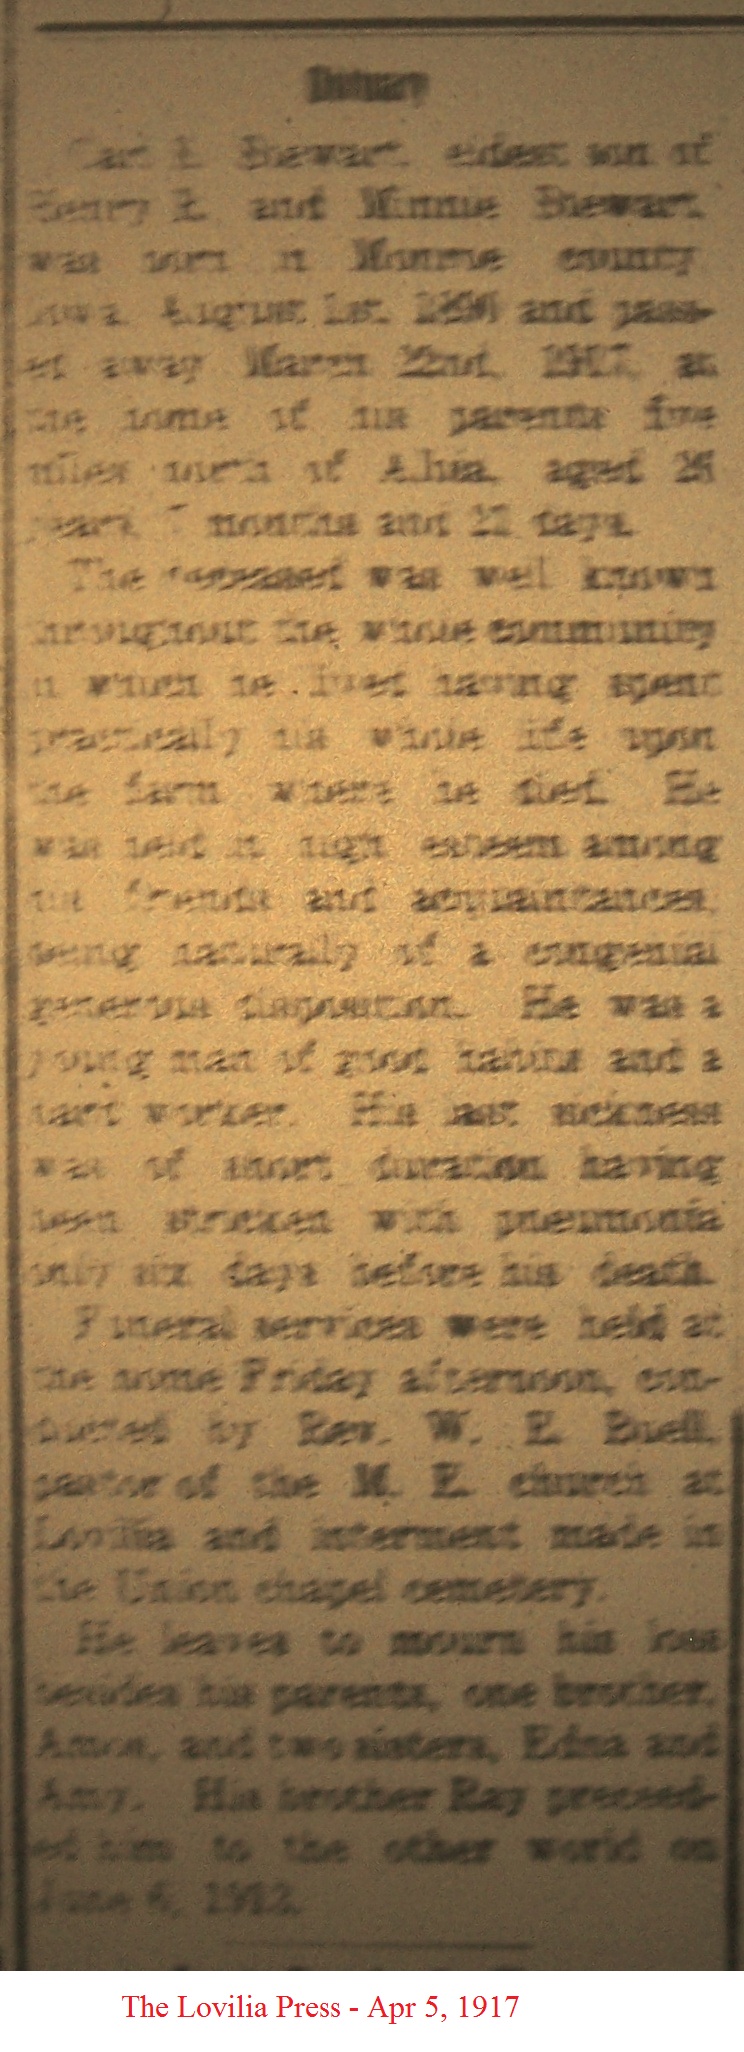 Obituary
Carl E. Stewart, eldest son of
Henry E. and Minnie Stewart
was born in Monroe county
Iowa, August 1st, and pass-
ed away March 22nd, 1917, at
the home of his parents five
miles north of Albia, aged 26
years, 7 months and 21 days.
The deceased was well known
throughout the whole community
in which he lived having spent
practically his whole life upon
the farm where he died. He
was held in high esteem among
his friends and acquaintances,
being naturally of a congenial
generous disposition. He was a
young man of good habits and a
hard worker. His last sickness
was of short duration having
been stricken with pneumonia
only six days before his death.
Funeral services were held at
the home Friday afternoon, con-
ducted by Rev. W. E. Buell,
pastor of the M. E. church at
Lovilia and interment made in
the Union chapel cemetery.
He leaves to mourn his loss
besides his parents, one brother,
Amos, and two sisters, Edna and
Amy. His brother Ray preceed-
ed him to the other world on
June 6, 1912.
The Lovilia Press - Apr 5, 1917